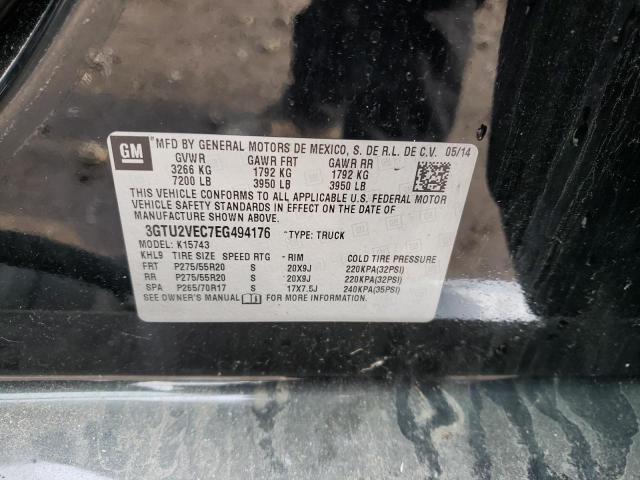 GM *MFD BY GENERAL MOTORS DE MEXICO, S. DE R.L. DE C.V. 05/14
GVWR GAWR FRT GAWR RR
3266 KG 1792 KG 1792 KG
7200 LB 3950 LB 3950 LB
THIS VEHICLE CONFORMS TO ALL APPLICABLE U.S. FEDERAL MOTOR
VEHICLE SAFETY STANDARDS IN EFFECT ON THE DATE OF
MANUFACTURE SHOWN ABOVE.
3GTU2VEC7EG494176 *TYPE: TRUCK
MODEL: K15743
KHL9 TIRE SIZE SPEED RTG - RIM COLD TIRE PRESSURE
FRT P275/55R20 S 20X9J 220KPA(32PSI)
RR P275/55R20 S 20X9J 220KPA(32PSI)
SPA P265/70R17 S 17X7.5J 240KPA(35PSI)
SEE OWNER'S MANUAL FOR MORE INFORMATION.